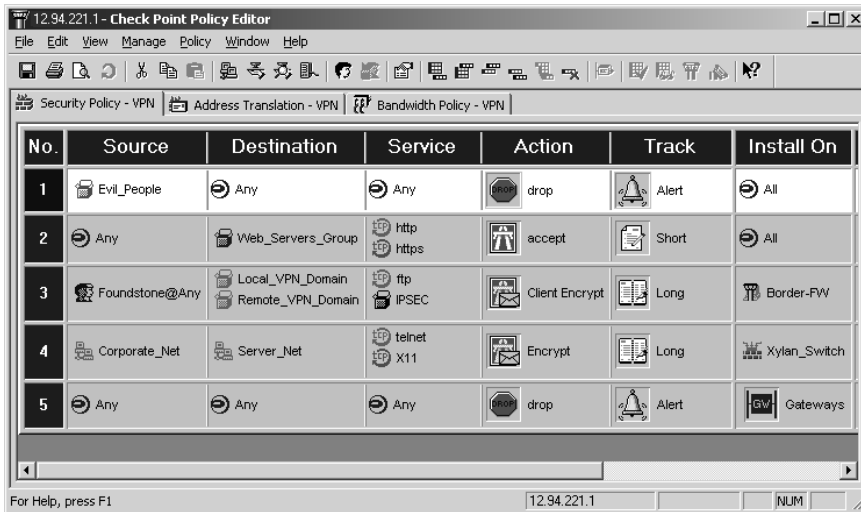 12.94.221.1 - Check Point Policy Editor
File Edit View Manage Policy Window Help
Security Policy - VPN Address Translation - VPN Bandwidth Policy - VPN
No. Source Destination Service Action Track Install On
1 Evil_People Any Any drop Alert All
2 Any Web_Servers_Group http accept Short All
https
3 Foundstone@Any Local_VPN_Domain ftp Client Encrypt Long Border-FW
Remote_VPN_Domain IPSEC
4 Corporate_Net Server_Net telnet Encrypt Long Xylan_Switch
X11
5 Any Any Any drop Alert Gateways
For Help, press F1 12.94.221.1 NUM